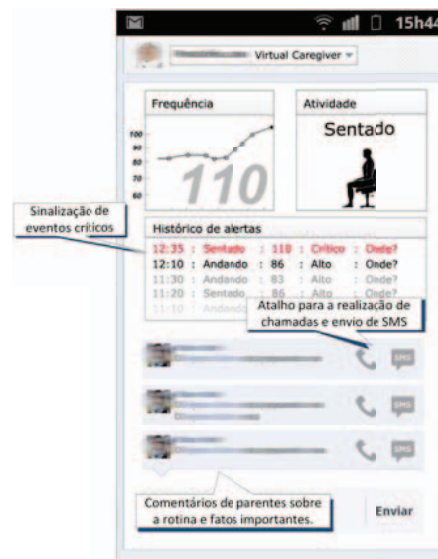 15h44
Virtual Caregiver
Frequência
Atividade
100
90
80
70
60
110
Sentado
Sinalização de
eventos críticos
Histórico de alertas
12:35 : Sentado : 110 : Crítico : Onde?
12:10 : Andando : 86 : Alto : Onde?
11:30 : Andando : 83 : Alto : Onde?
11:20 : Sentado : 86 : Alto : Onde?
11:10 : Andando
Atalho para a realização de
chamadas e envio de SMS
SMS
SMS
SMS
Comentários de parentes sobre
a rotina e fatos importantes.
Enviar